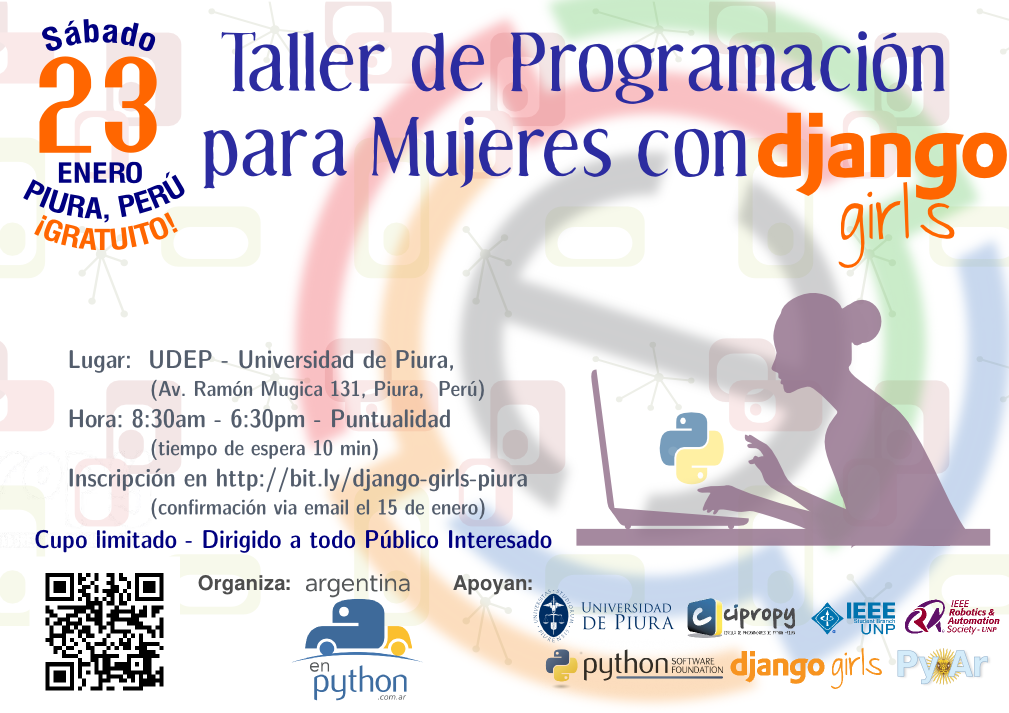 Sábado
23
ENERO
PIURA, PERÚ
¡GRATUITO!
Taller de Programación
para Mujeres con django
girls
Lugar: UDEP - Universidad de Piura,
(Av. Ramón Mugica 131, Piura, Perú)
Hora: 8:30am - 6:30pm - Puntualidad
(tiempo de espera 10 min)
Inscripción en http://bit.ly/django-girls-piura
(confirmación via email el 15 de enero)
Cupo limitado - Dirigido a todo Público Interesado
Organiza: argentina
en
python
.com.ar
Apoyan:
UNIVERSIDAD
DE PIURA
cipropy
IEEE
Student Branch
UNP
IEEE
Robotics &
Automation
Society - UNP
python SOFTWARE
FOUNDATION
django girls
PyAr